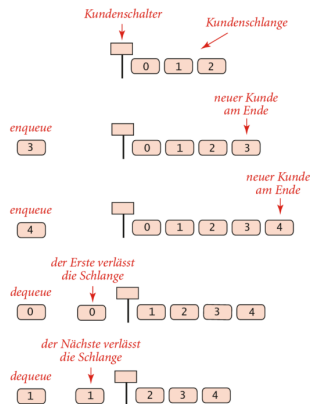 Kundenschalter
Kundenschlange
0 1 2
neuer Kunde
am Ende
enqueue
3
0 1 2 3
neuer Kunde
am Ende
enqueue
4
0 1 2 3 4
der Erste verlässt
die Schlange
dequeue
0 0 1 2 3 4
der Nächste verlässt
die Schlange
dequeue
1 1 2 3 4